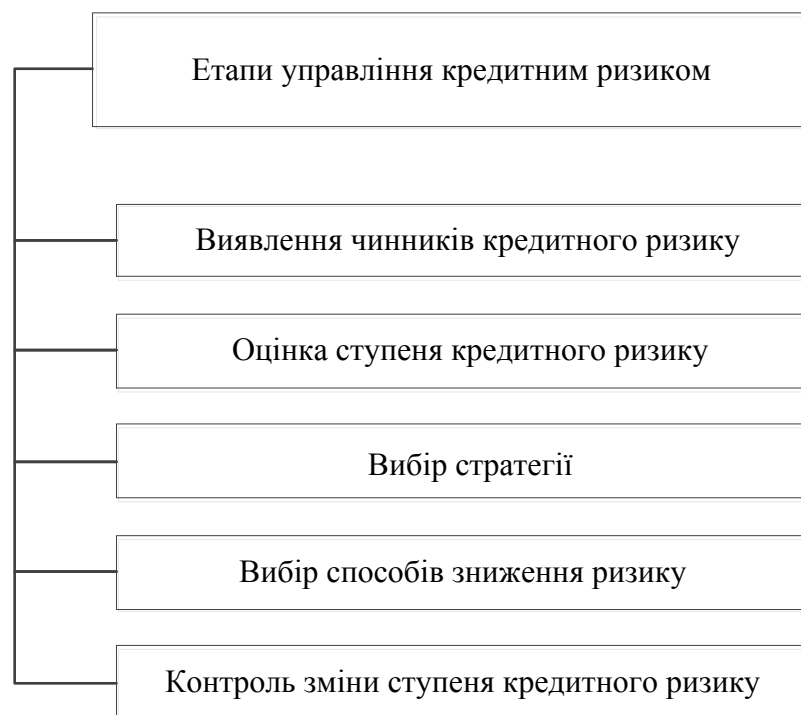 Етапи управління кредитним ризиком
Виявлення чинників кредитного ризику
Оцінка ступеня кредитного ризику
Вибір стратегії
Вибір способів зниження ризику
Контроль зміни ступеня кредитного ризику